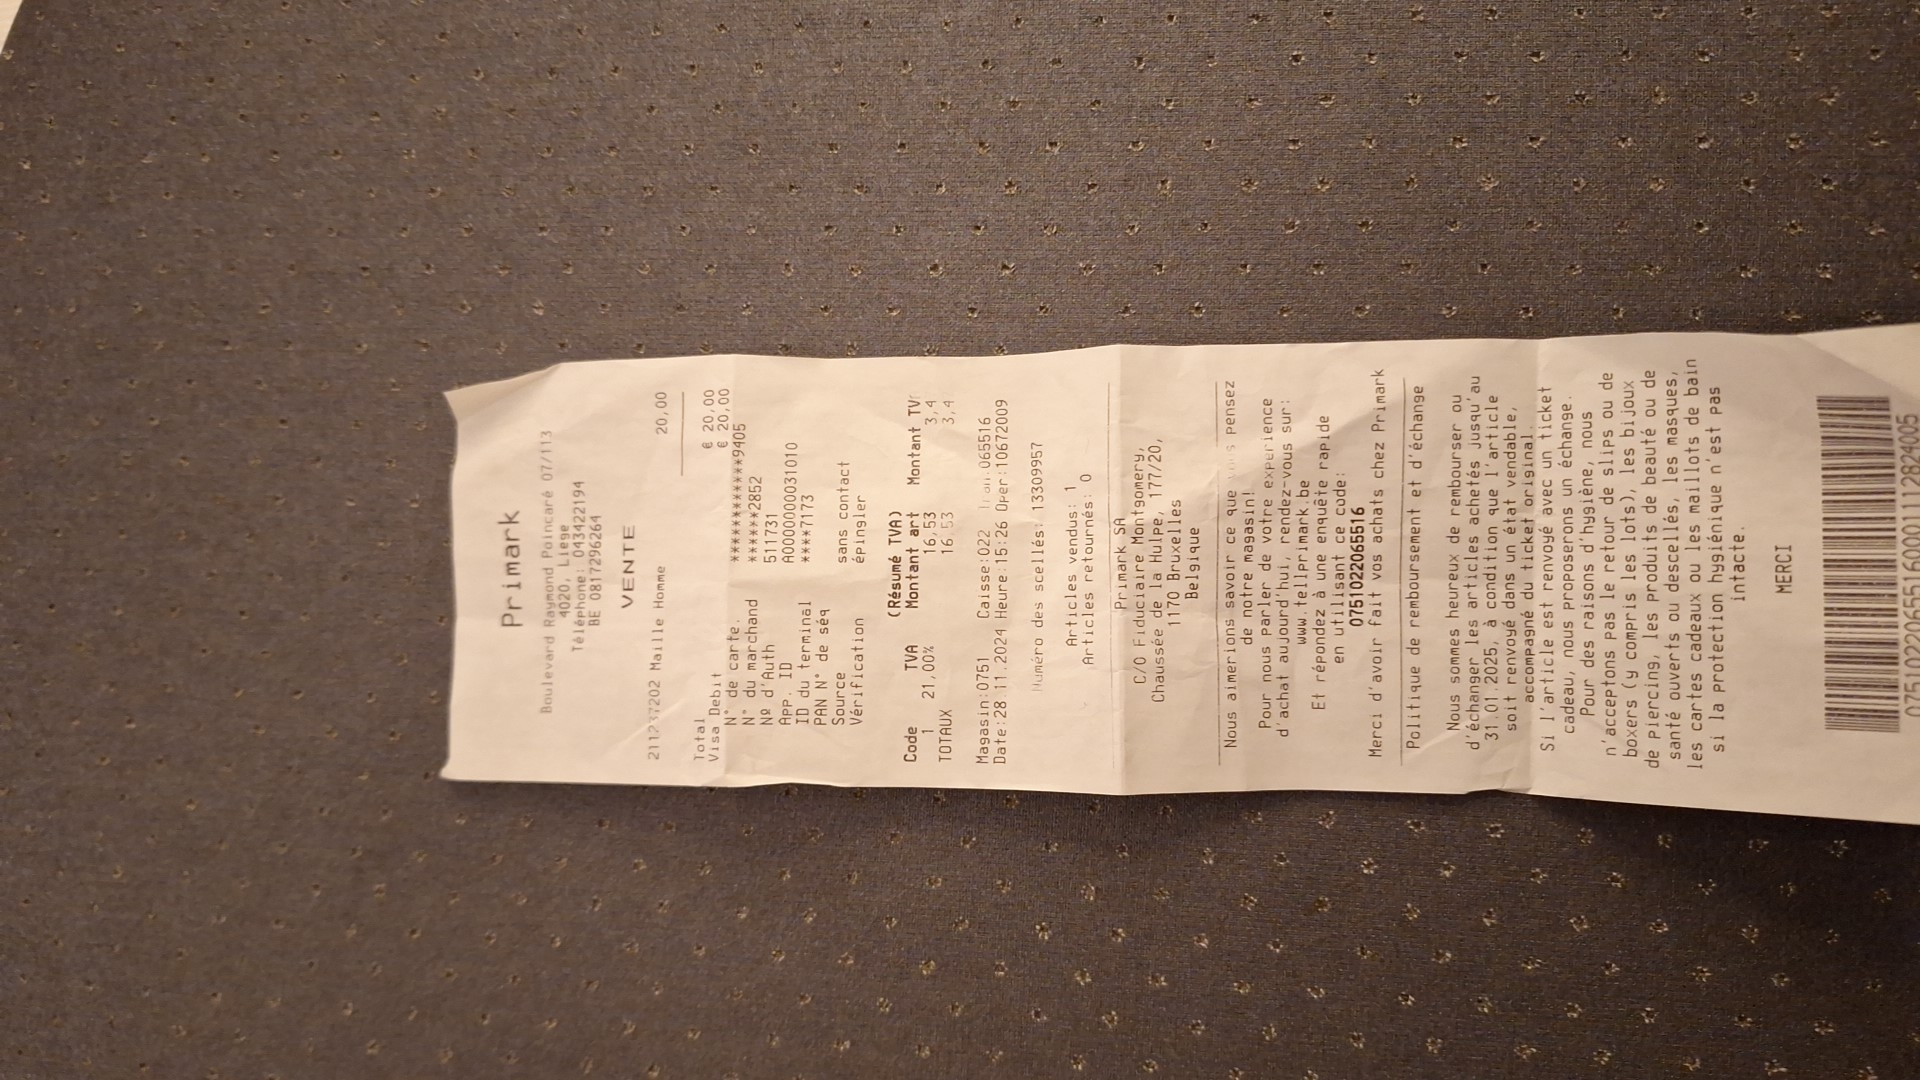 Primark
Boulevard Raymond Poincaré 07/113
4020, Liège
Téléphone: 043422194
BE 0817296264
VENTE
211237202 Maille Homme 20,00
Total € 20,00
Visa Debit € 20,00
N° de carte. ************9405
N° du marchand ******2852
Nº d'Auth 511731
App. ID A0000000031010
ID du terminal ****7173
PAN N° de séq
Source sans contact
Vérification épingler
(Résumé TVA)
Code TVA Montant art Montant TV
1 21,00% 16,53 3,4
TOTAUX 16,53 3,4
Magasin:0751 Caisse:022 Tran:065516
Date:28.11.2024 Heure:15:26 Oper:10672009
Numéro des scellés: 13309957
Articles vendus: 1
Articles retournés: 0
Primark SA
C/O Fiduciaire Montgomery,
Chaussée de la Hulpe, 177/20,
1170 Bruxelles
Belgique
Nous aimerions savoir ce que vous pensez
de notre magasin!
Pour nous parler de votre expérience
d'achat aujourd'hui, rendez-vous sur:
www.tellprimark.be
Et répondez à une enquête rapide
en utilisant ce code:
075102206516
Merci d'avoir fait vos achats chez Primark
Politique de remboursement et d'échange
Nous sommes heureux de rembourser ou
d'échanger les articles achetés jusqu'au
31.01.2025, à condition que l'article
soit renvoyé dans un état vendable,
accompagné du ticket original.
Si l'article est renvoyé avec un ticket
cadeau, nous proposerons un échange.
Pour des raisons d'hygiène, nous
n'acceptons pas le retour de slips ou de
boxers (y compris les lots), les bijoux
de piercing, les produits de beauté ou de
santé ouverts ou descellés, les masques,
les cartes cadeaux ou les maillots de bain
si la protection hygiénique n'est pas
intacte.
MERCI